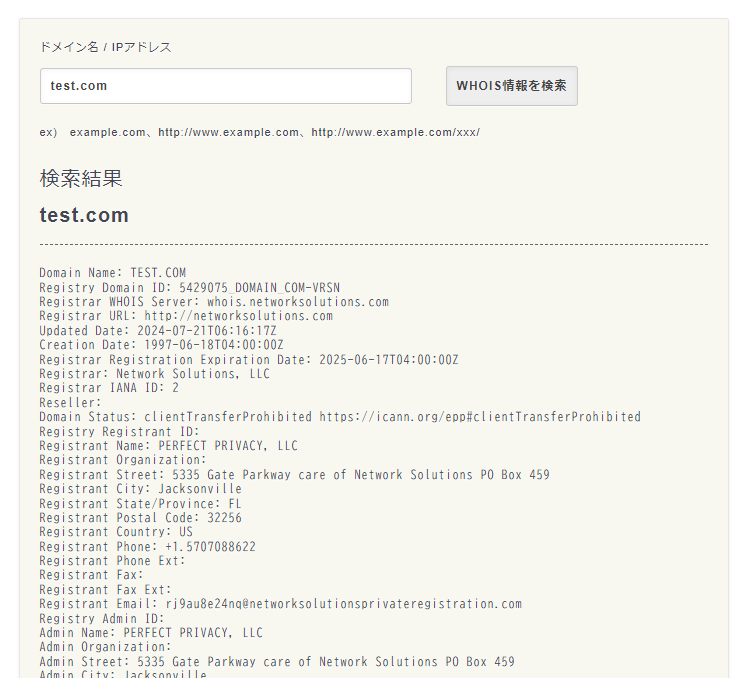 ドメイン名 / IPアドレス
test.com
WHOIS情報を検索
ex)　example.com、http://www.example.com、http://www.example.com/xxx/
検索結果
test.com
Domain Name: TEST.COM
Registry Domain ID: 5429075_DOMAIN_COM-VRSN
Registrar WHOIS Server: whois.networksolutions.com
Registrar URL: http://networksolutions.com
Updated Date: 2024-07-21T06:16:17Z
Creation Date: 1997-06-18T04:00:00Z
Registrar Registration Expiration Date: 2025-06-17T04:00:00Z
Registrar: Network Solutions, LLC
Registrar IANA ID: 2
Reseller:
Domain Status: clientTransferProhibited https://icann.org/epp#clientTransferProhibited
Registry Registrant ID:
Registrant Name: PERFECT PRIVACY, LLC
Registrant Organization:
Registrant Street: 5335 Gate Parkway care of Network Solutions PO Box 459
Registrant City: Jacksonville
Registrant State/Province: FL
Registrant Postal Code: 32256
Registrant Country: US
Registrant Phone: +1.5707088622
Registrant Phone Ext:
Registrant Fax:
Registrant Fax Ext:
Registrant Email: rj9au8e24nq@networksolutionsprivateregistration.com
Registry Admin ID:
Admin Name: PERFECT PRIVACY, LLC
Admin Organization:
Admin Street: 5335 Gate Parkway care of Network Solutions PO Box 459
Admin City: Jacksonville